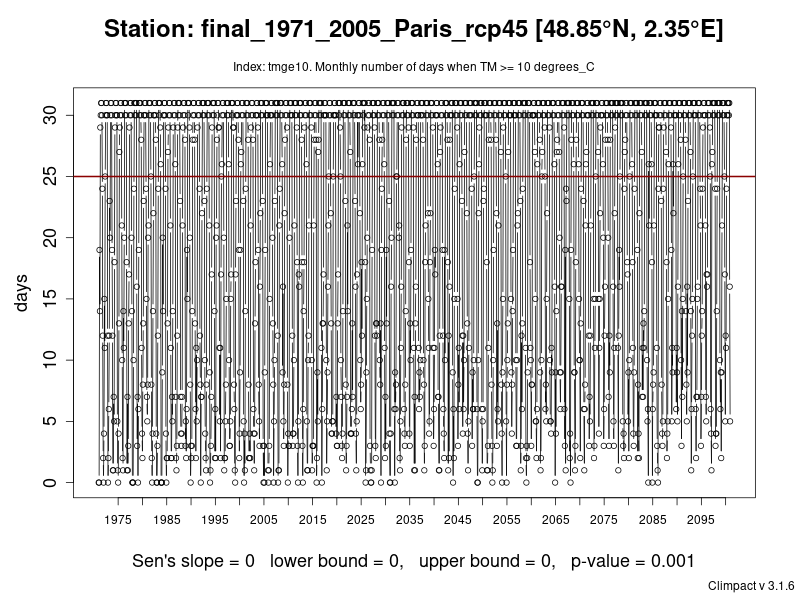 Station: final_1971_2005_Paris_rcp45 [48.85°N, 2.35°E]
Index: tmge10. Monthly number of days when TM >= 10 degrees_C
days
30
25
20
15
10
5
0
1975 1985 1995 2005 2015 2025 2035 2045 2055 2065 2075 2085 2095
Sen's slope = 0 lower bound = 0, upper bound = 0, p-value = 0.001
Climpact v 3.1.6